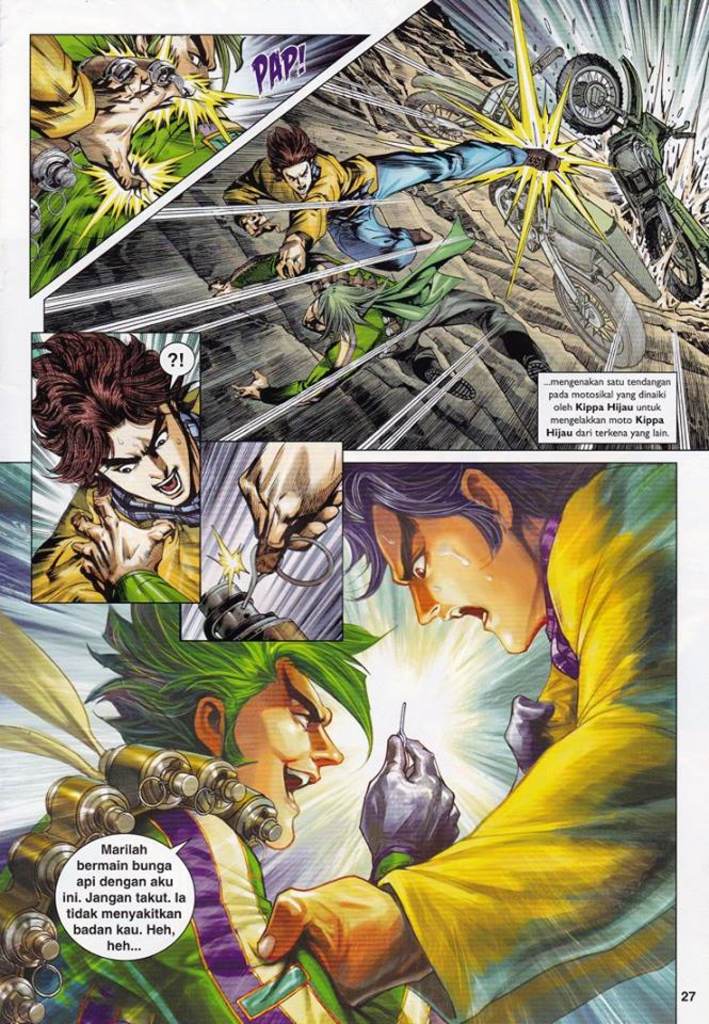 PAP!
...mengenakan satu tendangan
pada motosikal yang dinaiki
oleh Kippa Hijau untuk
mengelakkan moto Kippa
Hijau dari terkena yang lain.
?!
Marilah
bermain bunga
api dengan aku
ini. Jangan takut. Ia
tidak menyakitkan
badan kau. Heh,
heh...
27